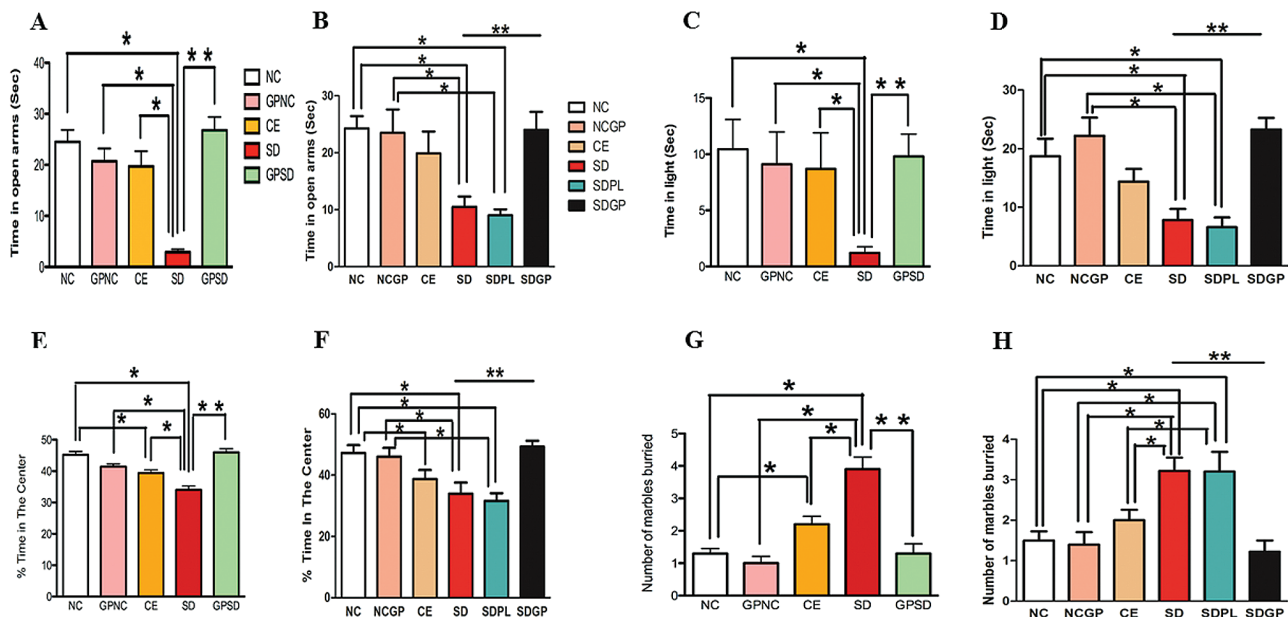 A
Time in open arms (Sec)
50
40
30
20
10
0
* * * * *
NC GPNC CE SD GPSD
NC
GPNC
CE
SD
GPSD
B
Time in open arms (Sec)
30
20
10
0
* * * * **
NC NCGP CE SD SDPL SDGP
NC
NCGP
CE
SD
SDPL
SDGP
C
Time in light (Sec)
15
10
5
0
* * * * *
NC GPNC CE SD GPSD
D
Time in light (Sec)
30
20
10
0
* * * * **
NC NCGP CE SD SDPL SDGP
E
% Time in The Center
50
40
30
20
10
0
* * * * * *
NC GPNC CE SD GPSD
F
% Time In The Center
60
40
20
0
* * * * * **
NC NCGP CE SD SDPL SDGP
G
Number of marbles burried
5
4
3
2
1
0
* * * * * *
NC GPNC CE SD GPSD
H
Number of marbles burried
4
3
2
1
0
* * * * * * **
NC NCGP CE SD SDPL SDGP